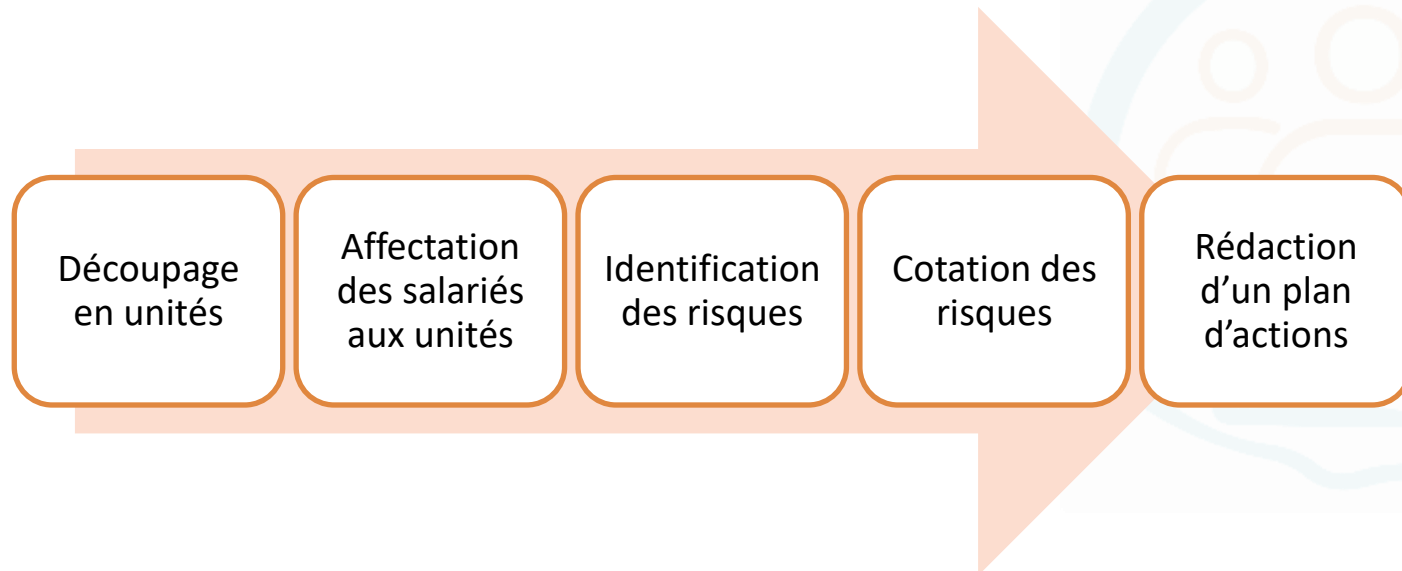 Découpage
en unités
Affectation
des salariés
aux unités
Identification
des risques
Cotation des
risques
Rédaction
d’un plan
d’actions